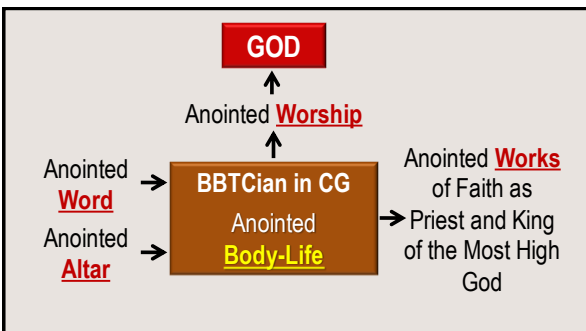 GOD
Anointed Worship
Anointed
Word
Anointed
Altar
BBTCian in CG
Anointed
Body-Life
Anointed Works
of Faith as
Priest and King
of the Most High
God